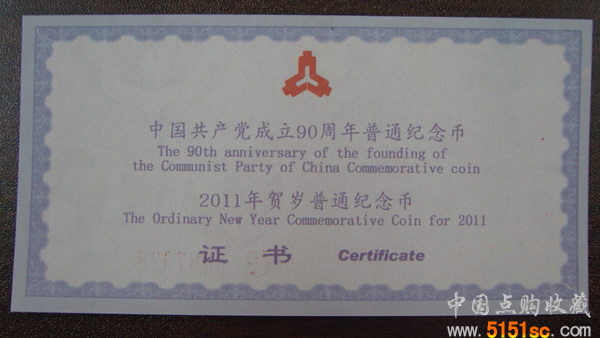 中国共产党成立90周年普通纪念币
The 90th anniversary of the founding of
the Communist Party of China Commemorative coin
2011年贺岁普通纪念币
The Ordinary New Year Commemorative Coin for 2011
证 书 Certificate
中国点购收藏
www.5151sc.com